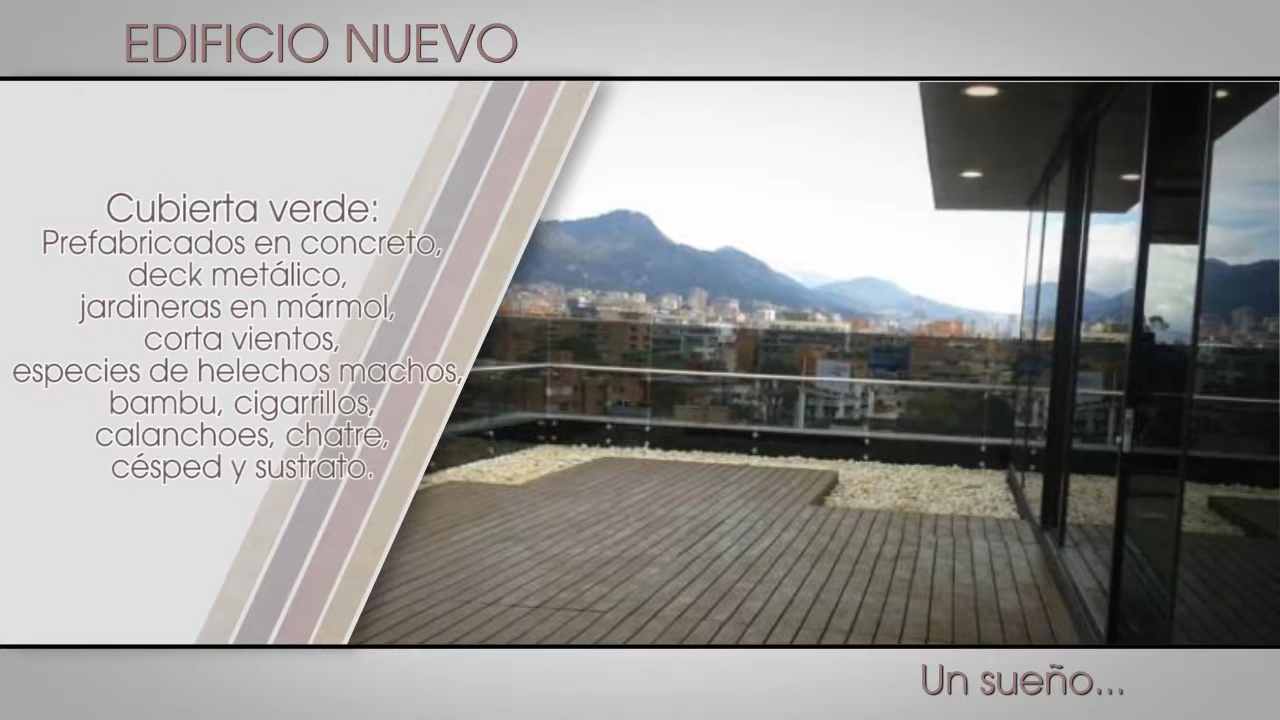 EDIFICIO NUEVO
Cubierta verde:
Prefabricados en concreto,
deck metálico,
jardineras en mármol,
corta vientos,
especies de helechos machos,
bambu, cigarrillos,
calanchoes, chatre,
césped y sustrato.
Un sueño...